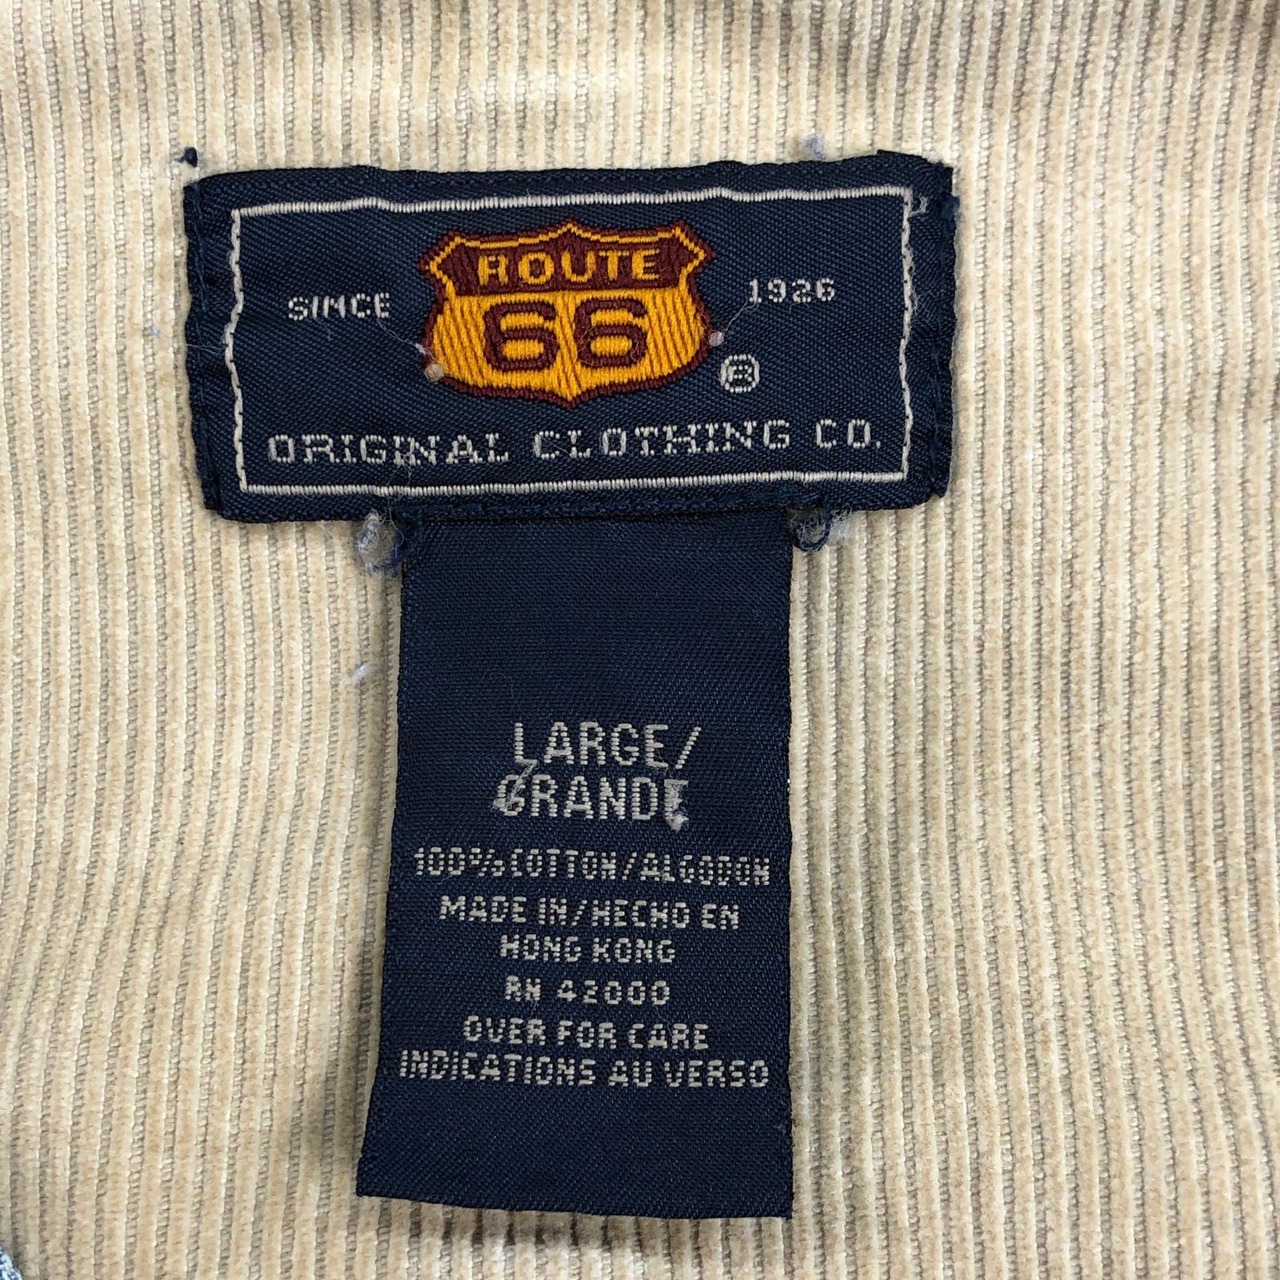 ROUTE
66
SINCE 1926
®
ORIGINAL CLOTHING CO.
LARGE/
GRANDE
100% COTTON/ALGODON
MADE IN/HECHO EN
HONG KONG
RN 42000
OVER FOR CARE
INDICATIONS AU VERSO